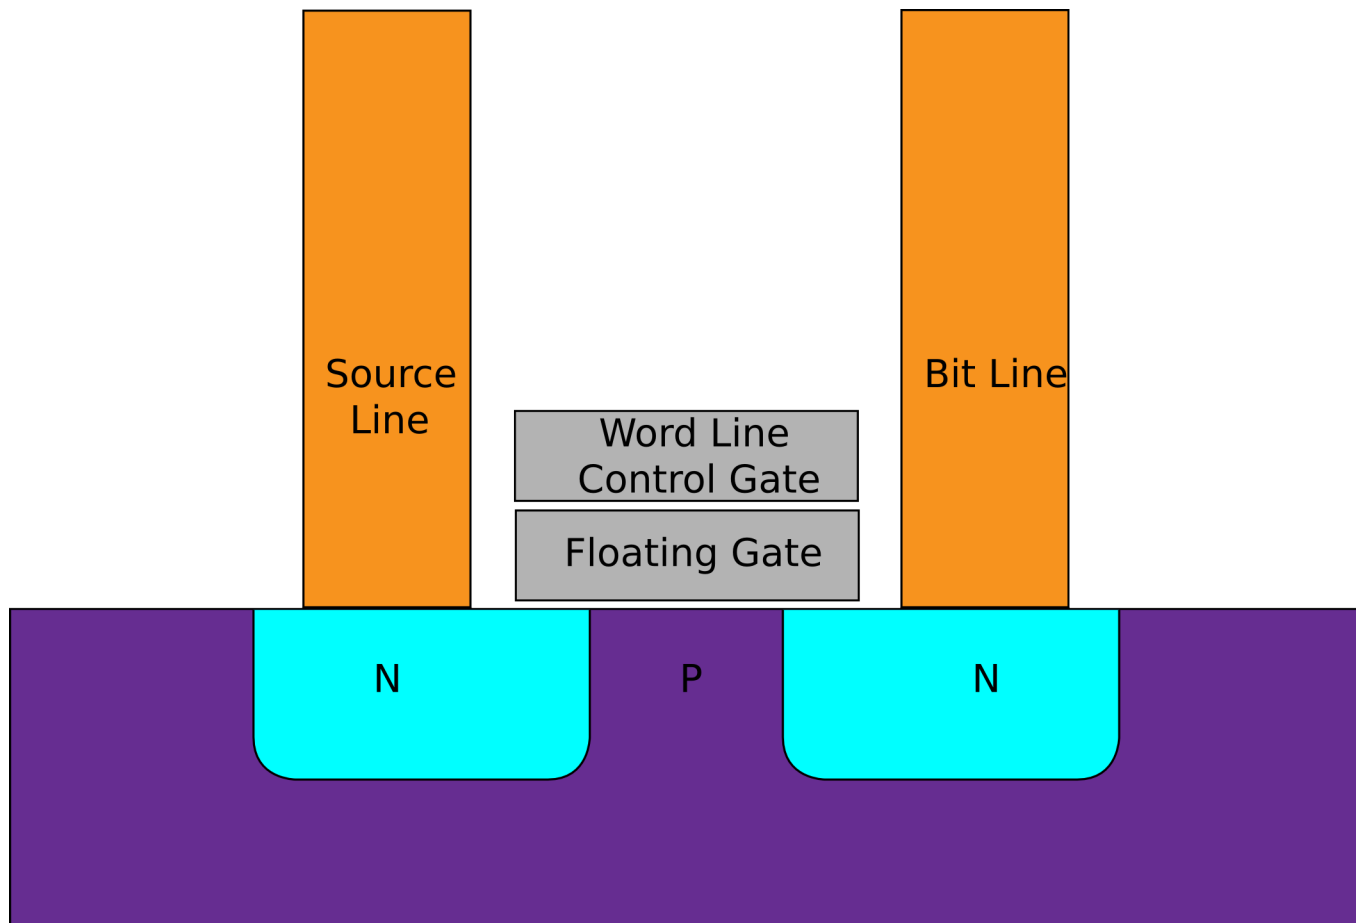 Source
Line
Bit Line
Word Line
Control Gate
Floating Gate
N
P
N